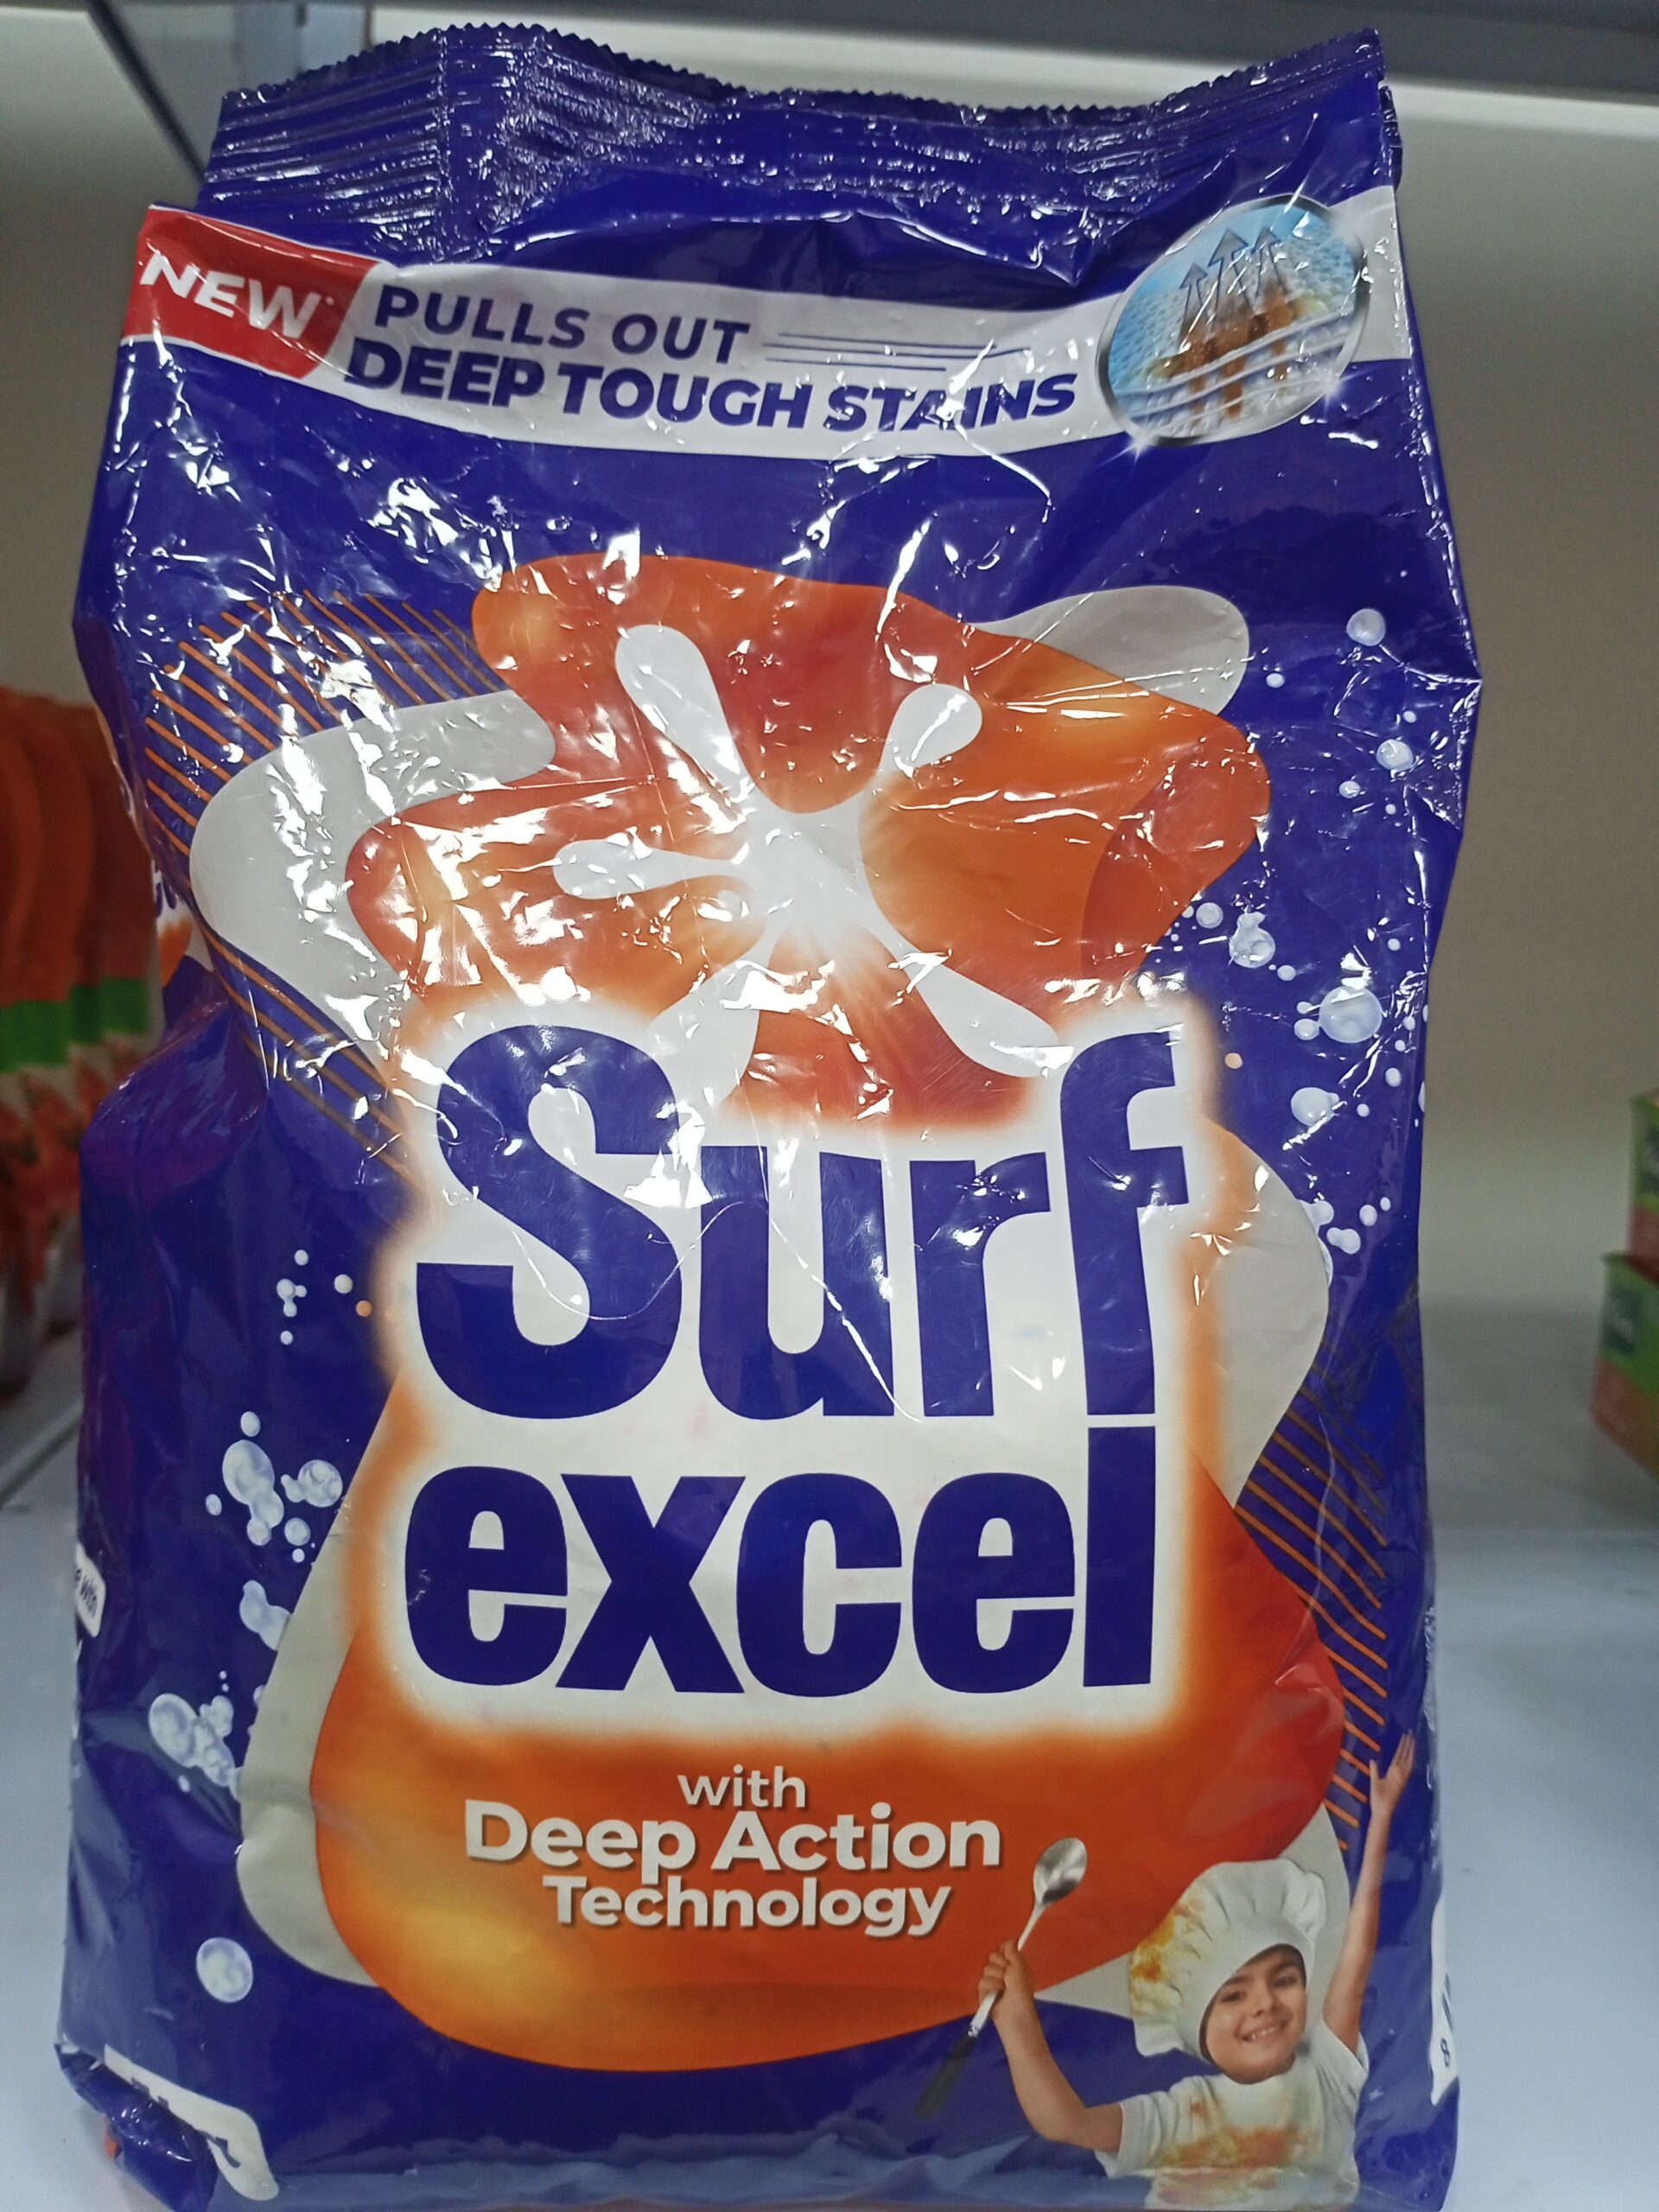 NEW*
PULLS OUT
DEEP TOUGH STAINS
Surf
excel
with
Deep Action
Technology